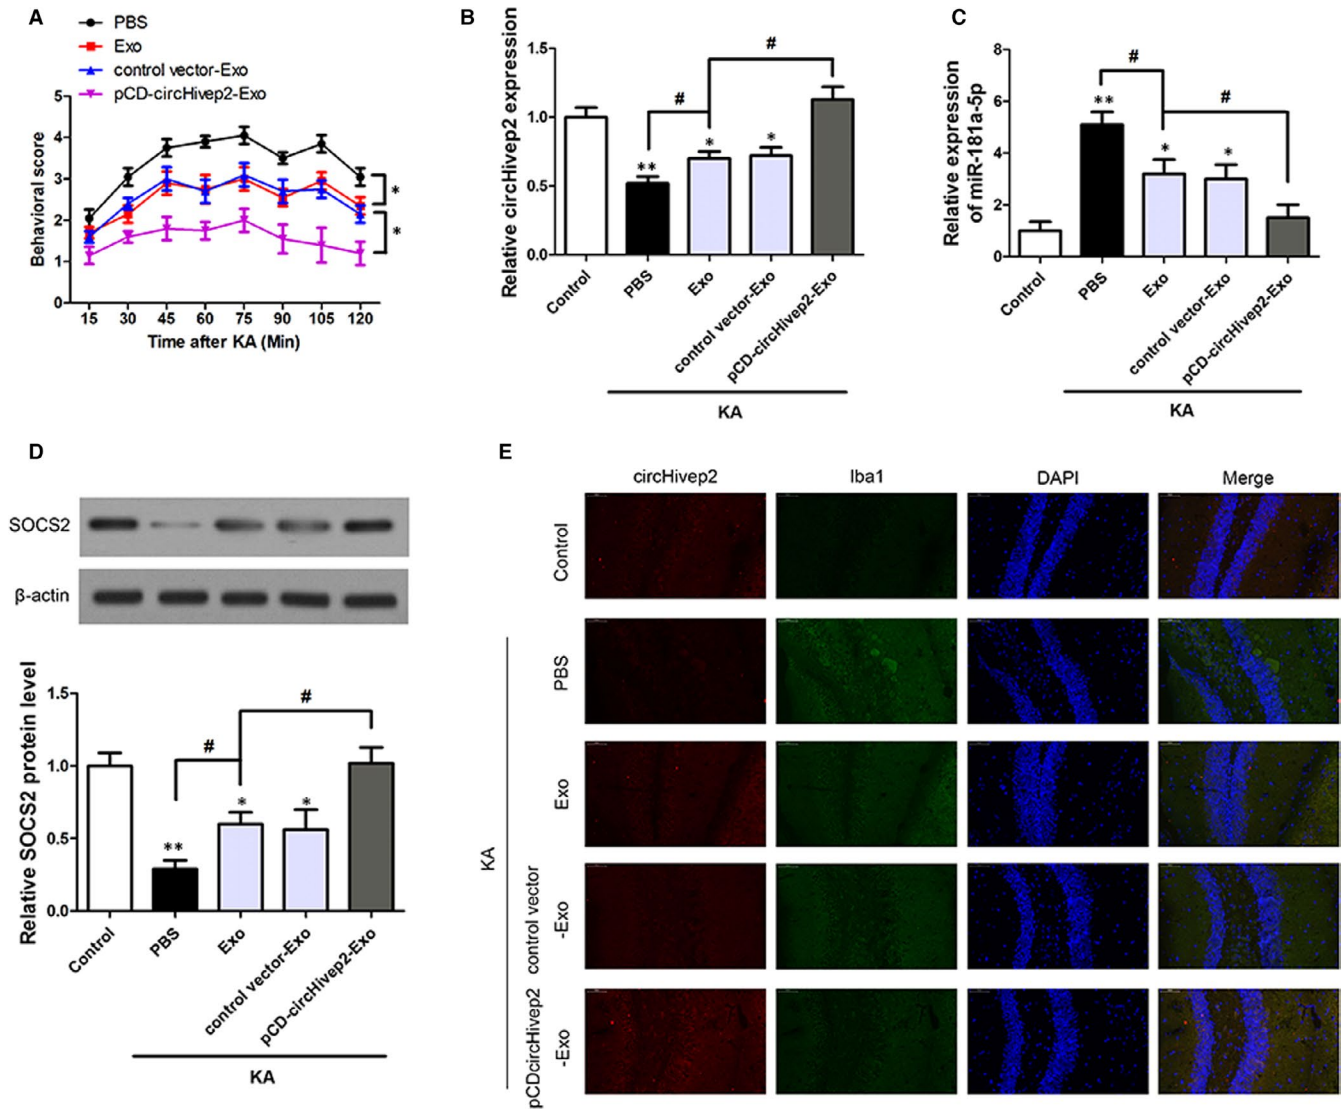 A
PBS
Exo
control vector-Exo
pCD-circHivep2-Exo
Behavioral score
5
4
3
2
1
0
*
*
15 30 45 60 75 90 105 120
Time after KA (Min)
B
Relative circHivep2 expression
1.5
1.0
0.5
0.0
#
#
**
*
*
Control
PBS
Exo
control vector-Exo
pCD-circHivep2-Exo
KA
C
Relative expression
of miR-181a-5p
8
6
4
2
0
#
#
**
*
*
Control
PBS
Exo
control vector-Exo
pCD-circHivep2-Exo
KA
D
SOCS2
β-actin
Relative SOCS2 protein level
1.5
1.0
0.5
0.0
#
#
**
*
*
Control
PBS
Exo
control vector-Exo
pCD-circHivep2-Exo
KA
E
circHivep2 Iba1 DAPI Merge
Control
PBS
Exo
control vector
-Exo
pCDcircHivep2
-Exo
KA